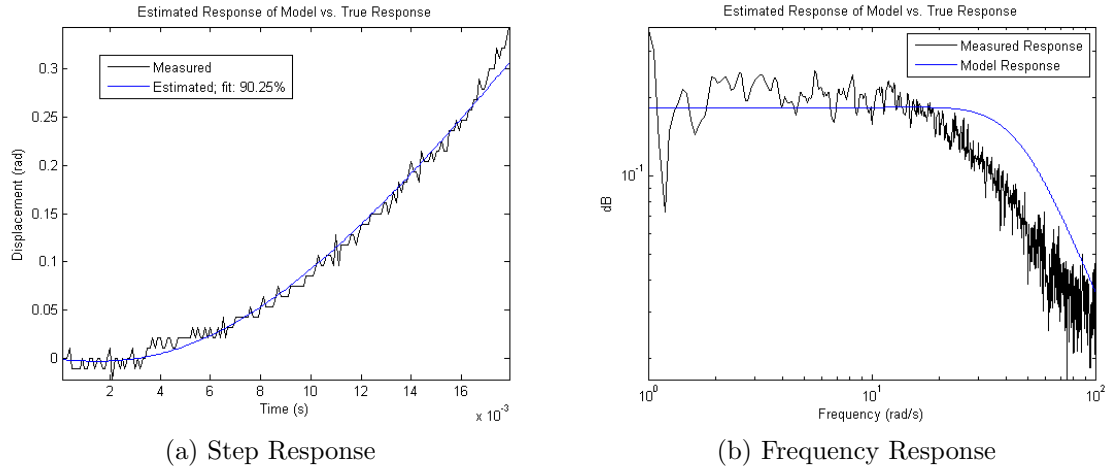 Estimated Response of Model vs. True Response
Measured
Estimated; fit: 90.25%
Displacement (rad)
0.3
0.25
0.2
0.15
0.1
0.05
0
2 4 6 8 10 12 14 16
Time (s)
x 10^-3
(a) Step Response
Estimated Response of Model vs. True Response
Measured Response
Model Response
dB
10^-1
10^0 10^1 10^2
Frequency (rad/s)
(b) Frequency Response